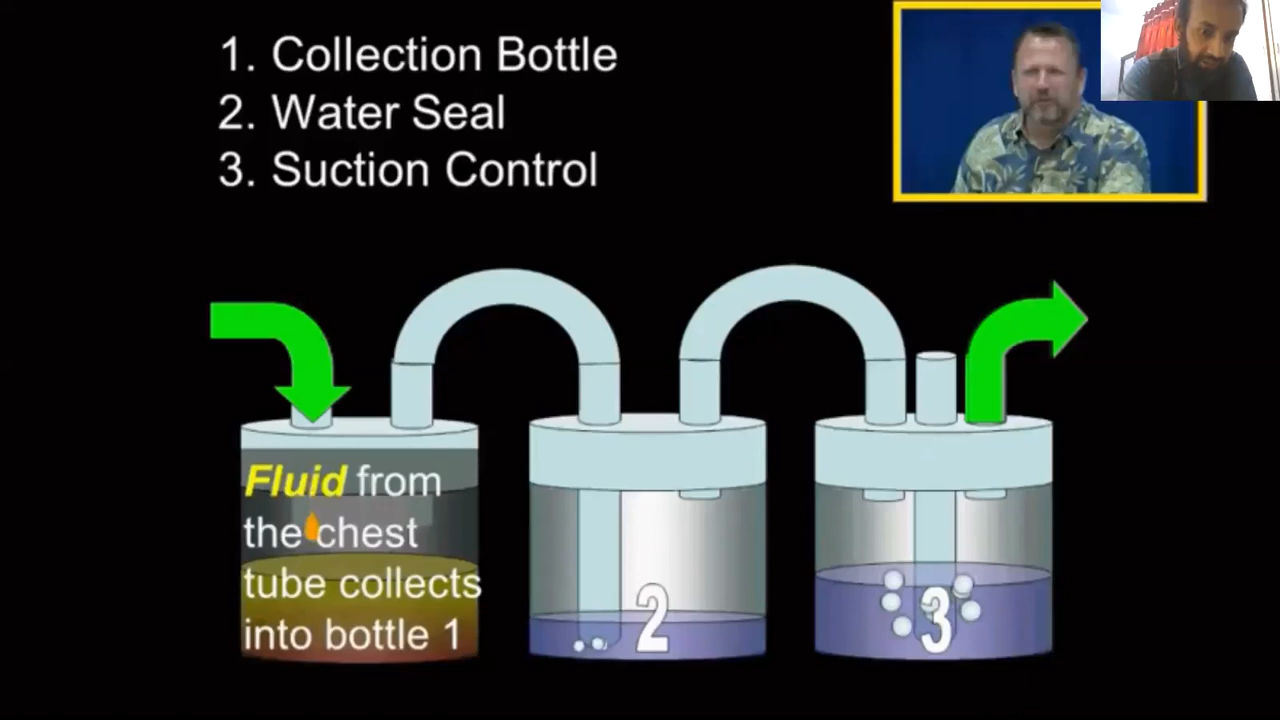 1. Collection Bottle
2. Water Seal
3. Suction Control
Fluid from
the chest
tube collects
into bottle 1
2
3